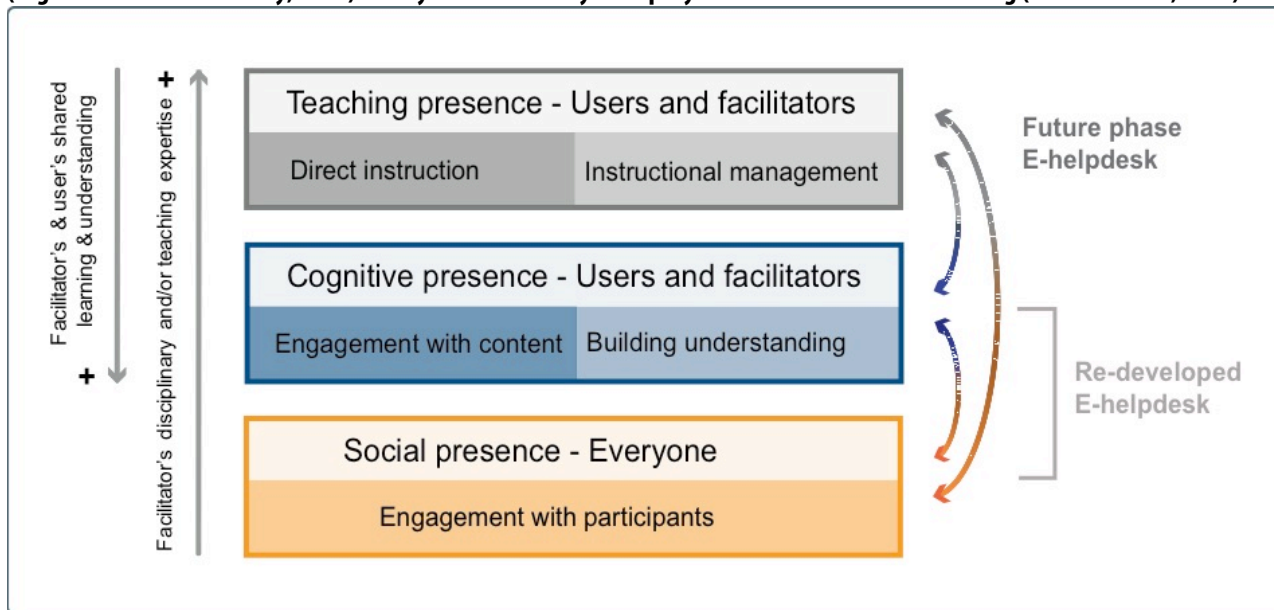 Facilitator's & user's shared
learning & understanding
+
Facilitator's disciplinary and/or teaching expertise +
Teaching presence - Users and facilitators
Direct instruction
Instructional management
Cognitive presence - Users and facilitators
Engagement with content
Building understanding
Social presence - Everyone
Engagement with participants
Future phase
E-helpdesk
Re-developed
E-helpdesk